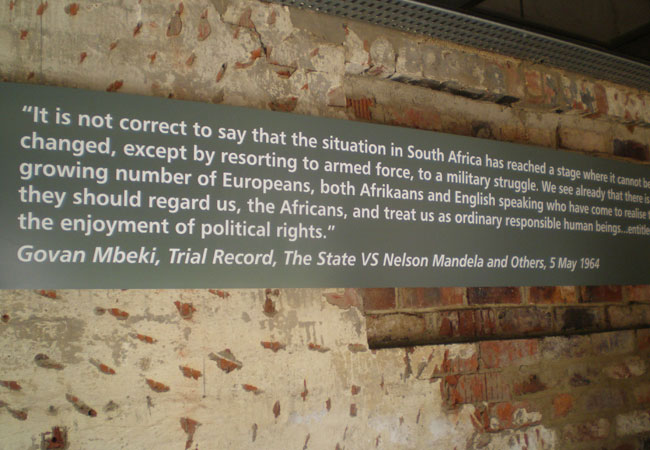 “It is not correct to say that the situation in South Africa has reached a stage where it cannot be
changed, except by resorting to armed force, to a military struggle. We see already that there is
growing number of Europeans, both Afrikaans and English speaking who have come to realise
they should regard us, the Africans, and treat us as ordinary responsible human beings...entitle
the enjoyment of political rights.”
Govan Mbeki, Trial Record, The State VS Nelson Mandela and Others, 5 May 1964